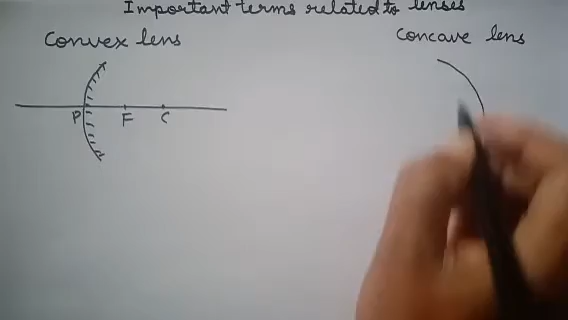 Important terms related to lenses
Convex lens
Concave lens
P F C